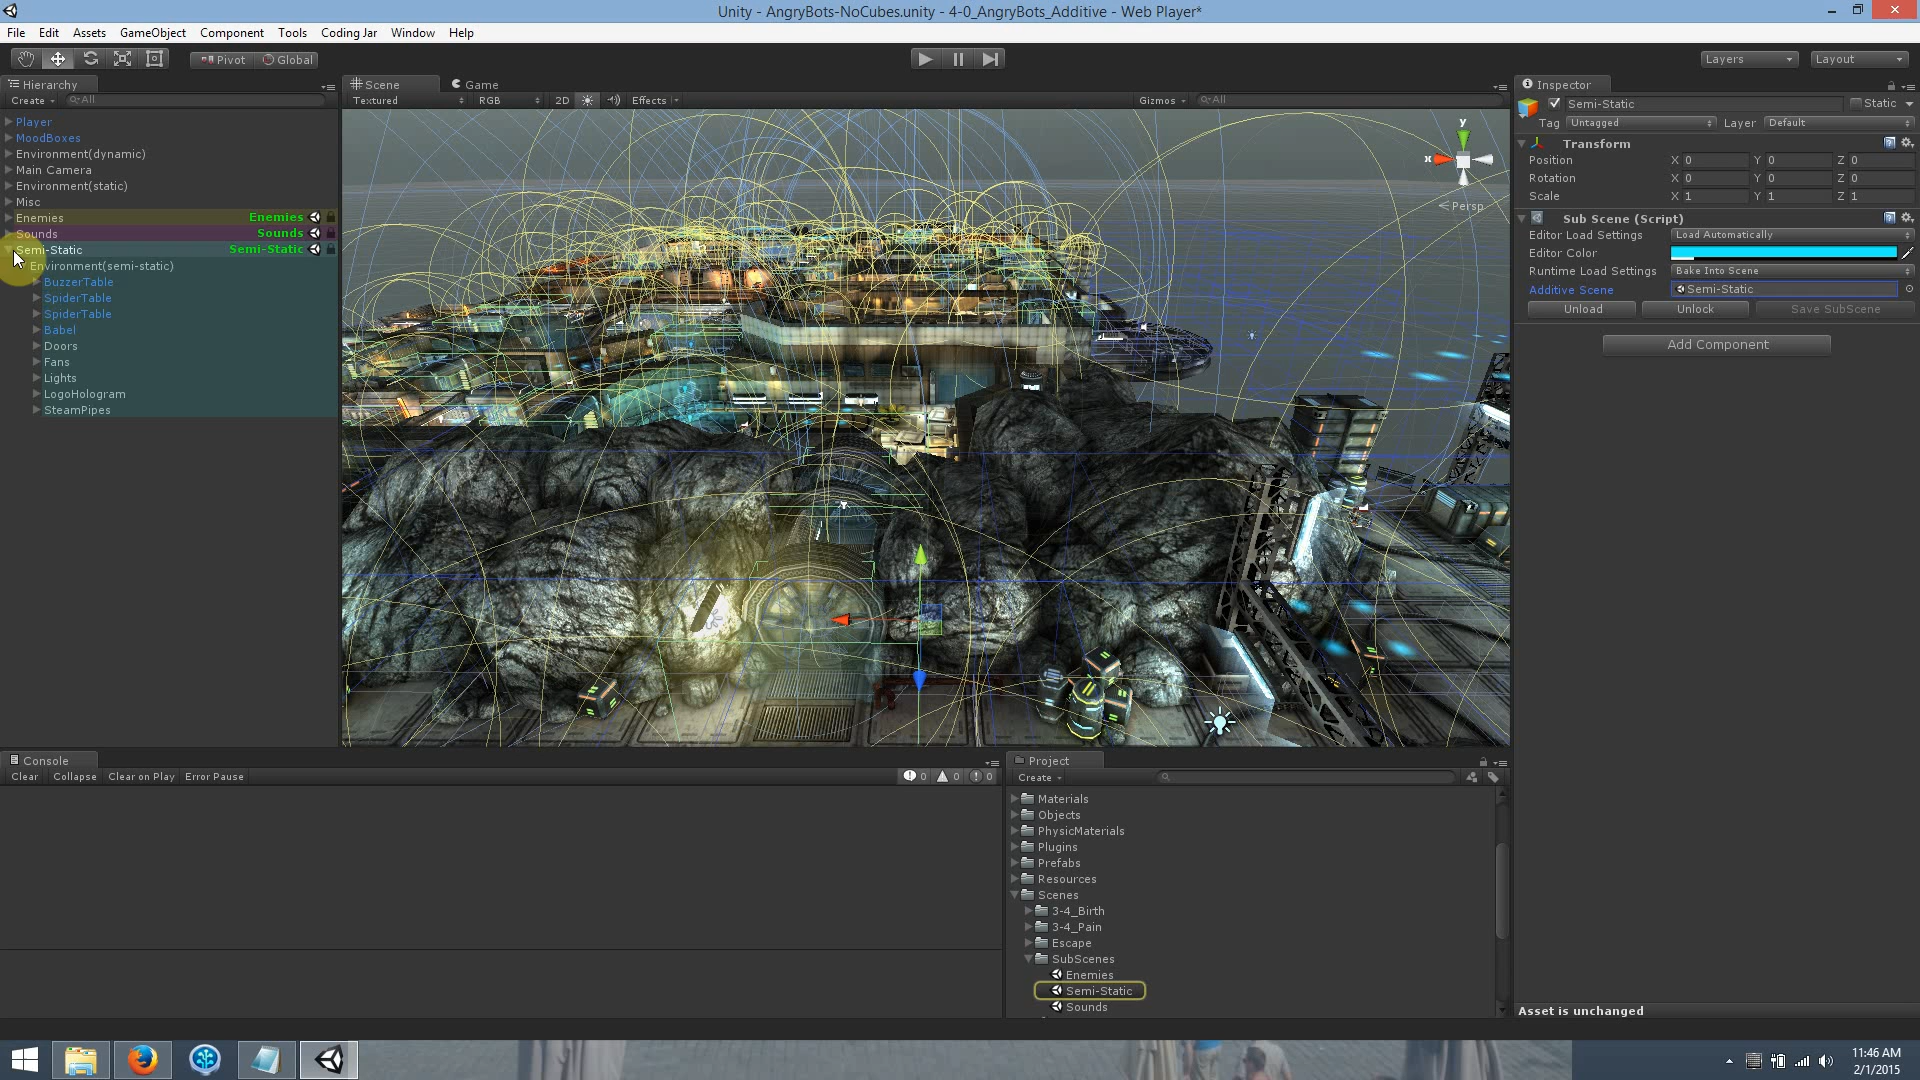 Unity - AngryBots-NoCubes.unity - 4-0_AngryBots_Additive - Web Player*
File Edit Assets GameObject Component Tools Coding Jar Window Help
Pivot Global Layers Layout
Hierarchy
Create All
Player
MoodBoxes
Environment(dynamic)
Main Camera
Environment(static)
Misc
Enemies Enemies
Sounds Sounds
Semi-Static Semi-Static
Environment(semi-static)
BuzzerTable
SpiderTable
SpiderTable
Babel
Doors
Fans
Lights
LogoHologram
SteamPipes
Scene Game
Textured RGB 2D Effects Gizmos All
y
x
Persp
Inspector
Semi-Static Static
Tag Untagged Layer Default
Transform
Position X 0 Y 0 Z 0
Rotation X 0 Y 0 Z 0
Scale X 1 Y 1 Z 1
Sub Scene (Script)
Editor Load Settings Load Automatically
Editor Color
Runtime Load Settings Bake Into Scene
Additive Scene Semi-Static
Unload Unlock Save SubScene
Add Component
Asset is unchanged
Console
Clear Collapse Clear on Play Error Pause 0 0 0
Project
Create
Materials
Objects
PhysicMaterials
Plugins
Prefabs
Resources
Scenes
3-4_Birth
3-4_Pain
Escape
SubScenes
Enemies
Semi-Static
Sounds
11:46 AM
2/1/2015